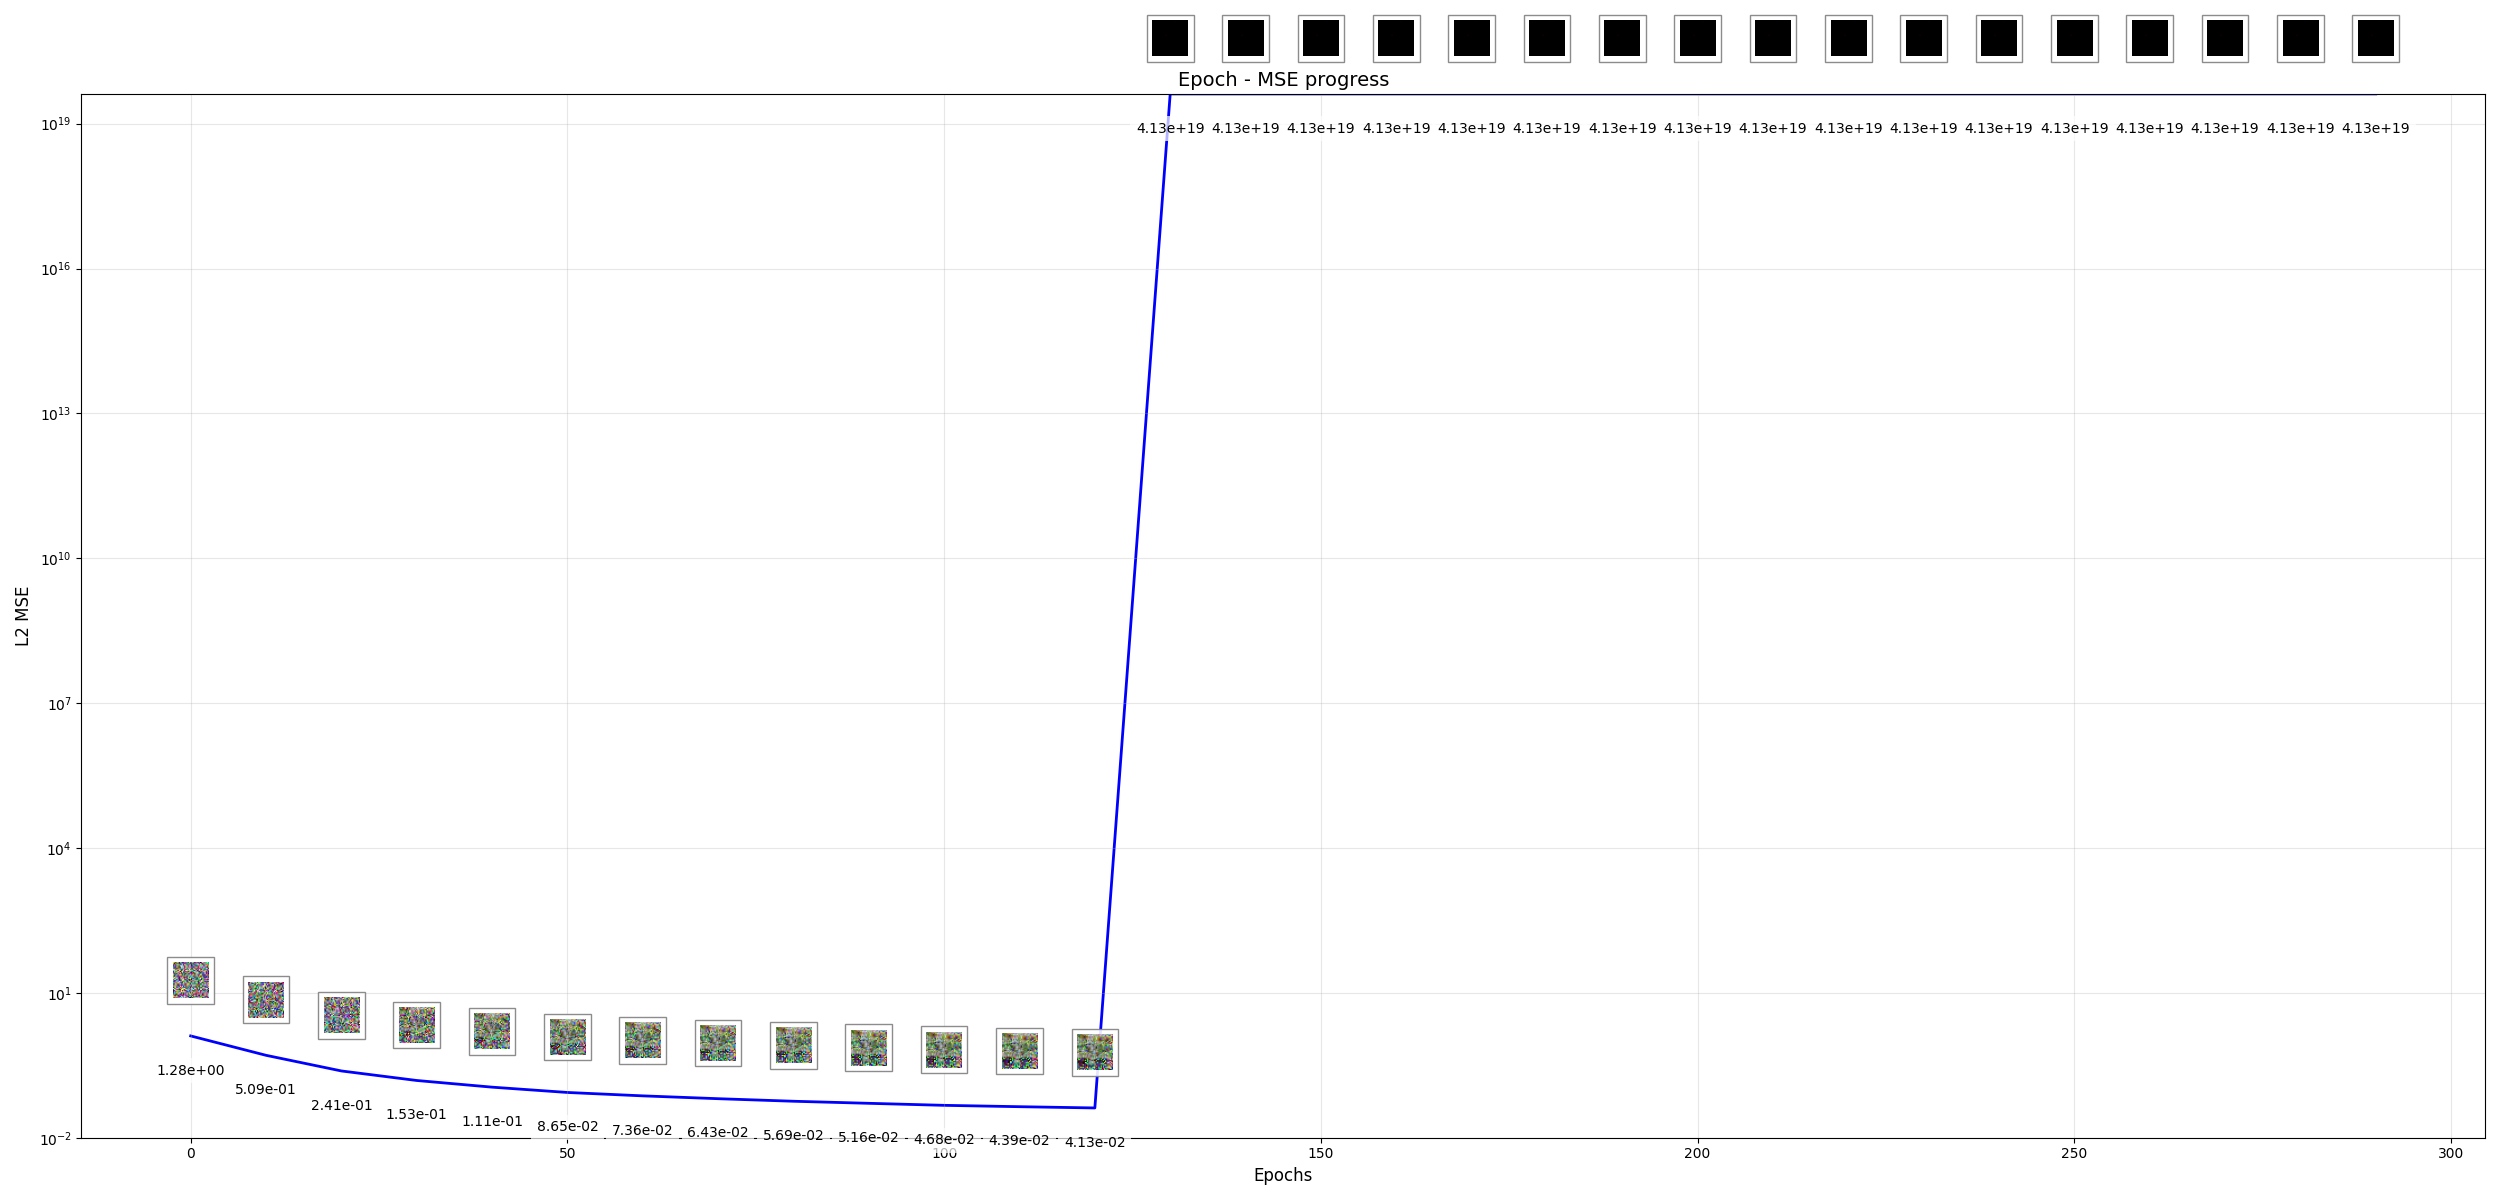 Epoch - MSE progress
10^19
4.13e+19 4.13e+19 4.13e+19 4.13e+19 4.13e+19 4.13e+19 4.13e+19 4.13e+19 4.13e+19 4.13e+19 4.13e+19 4.13e+19 4.13e+19 4.13e+19 4.13e+19 4.13e+19 4.13e+19
10^16
10^13
10^10
L2 MSE
10^7
10^4
10^1
1.28e+00
5.09e-01
2.41e-01
1.53e-01
1.11e-01
8.65e-02
7.36e-02
6.43e-02
5.69e-02
5.16e-02
4.68e-02
4.39e-02
4.13e-02
10^-2
0 50 100 150 200 250 300
Epochs